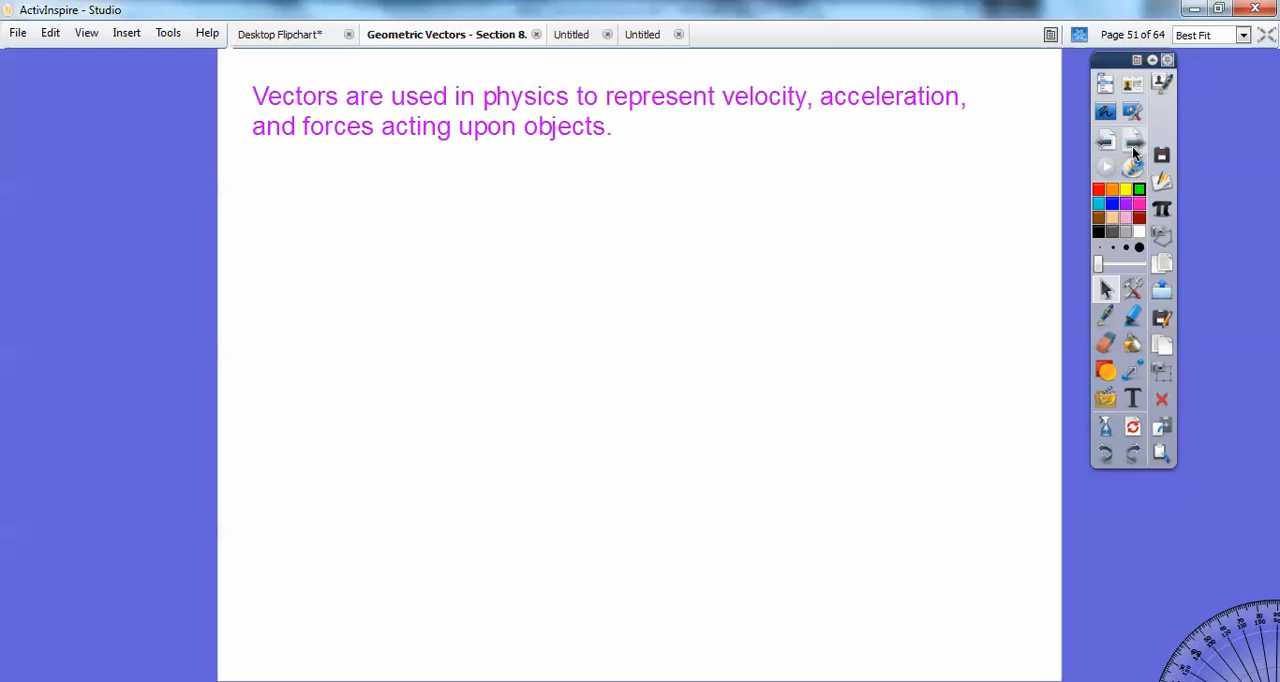 ActivInspire - Studio
File Edit View Insert Tools Help
Desktop Flipchart*
Geometric Vectors - Section 8.
Untitled
Untitled
Page 51 of 64
Best Fit
Vectors are used in physics to represent velocity, acceleration,
and forces acting upon objects.